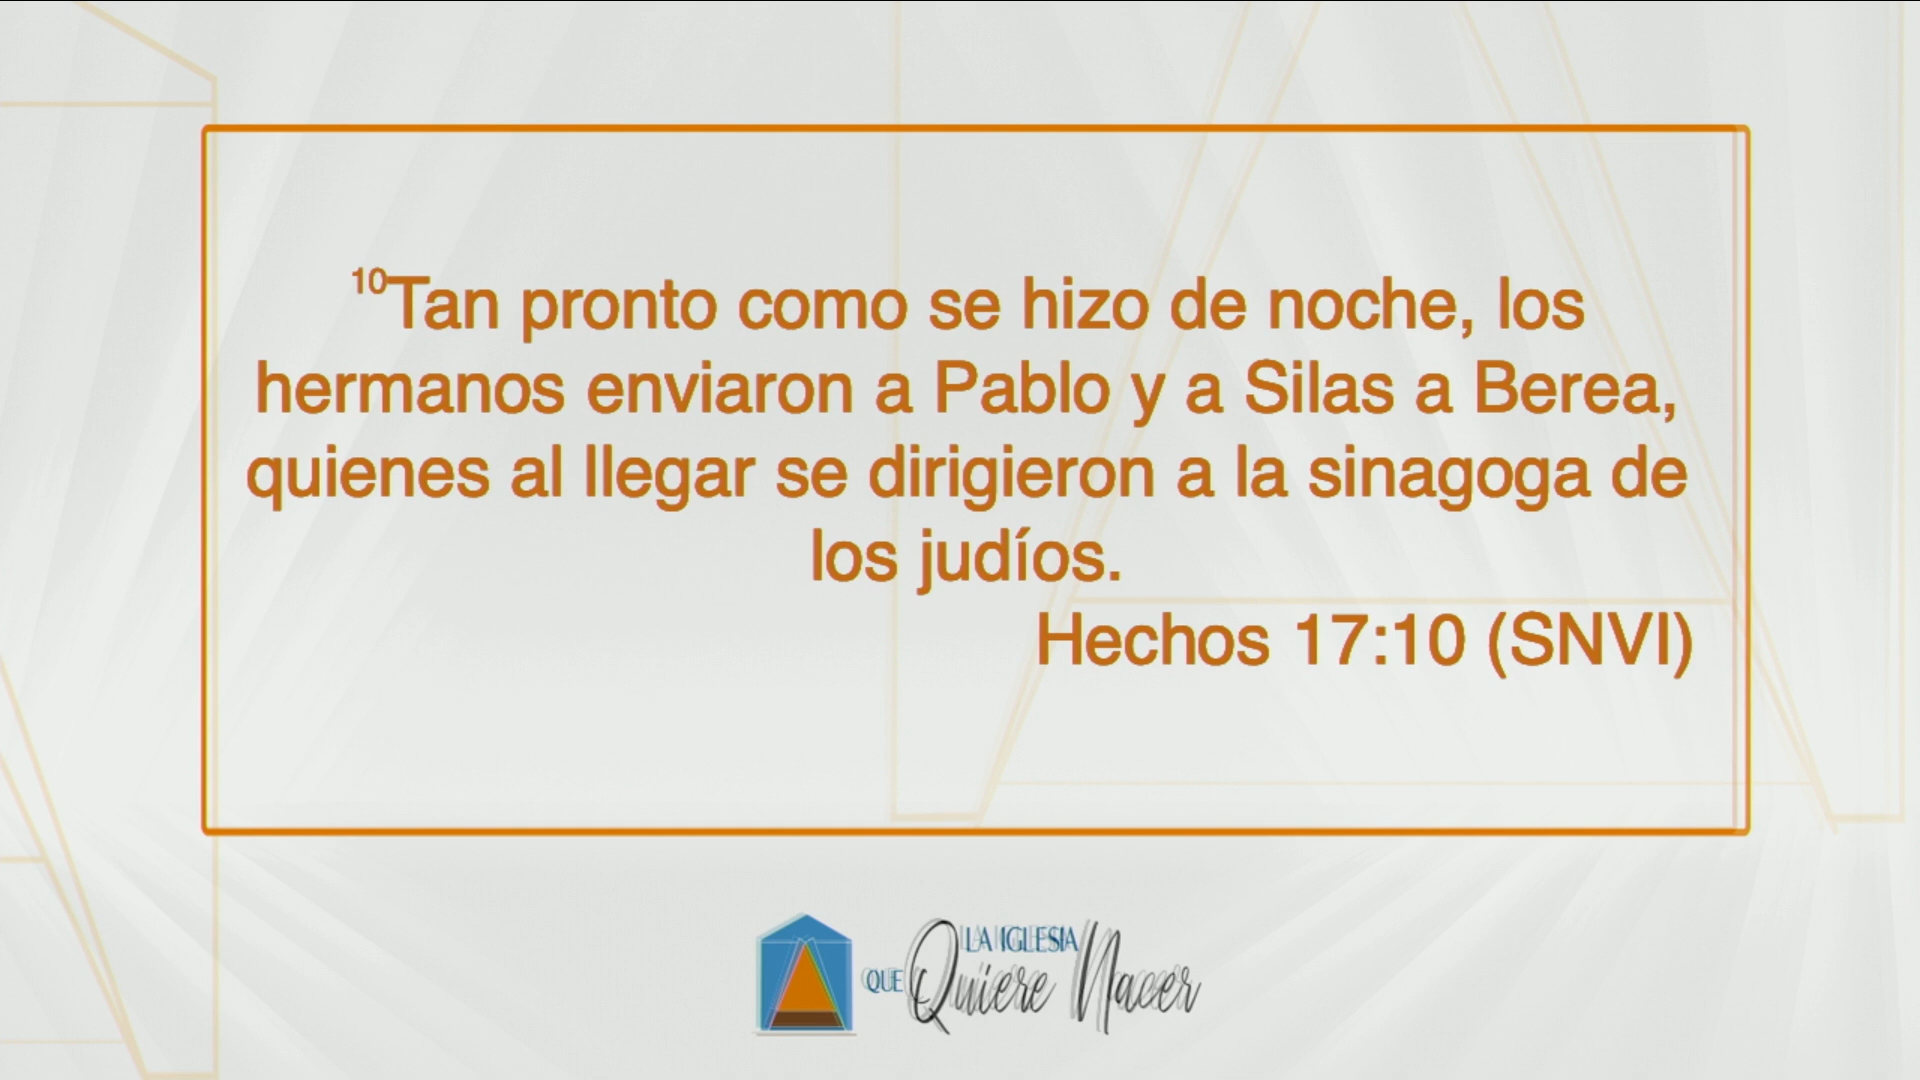 ¹⁰Tan pronto como se hizo de noche, los
hermanos enviaron a Pablo y a Silas a Berea,
quienes al llegar se dirigieron a la sinagoga de
los judíos.
Hechos 17:10 (SNVI)
LA IGLESIA
QUE Quiere Nacer